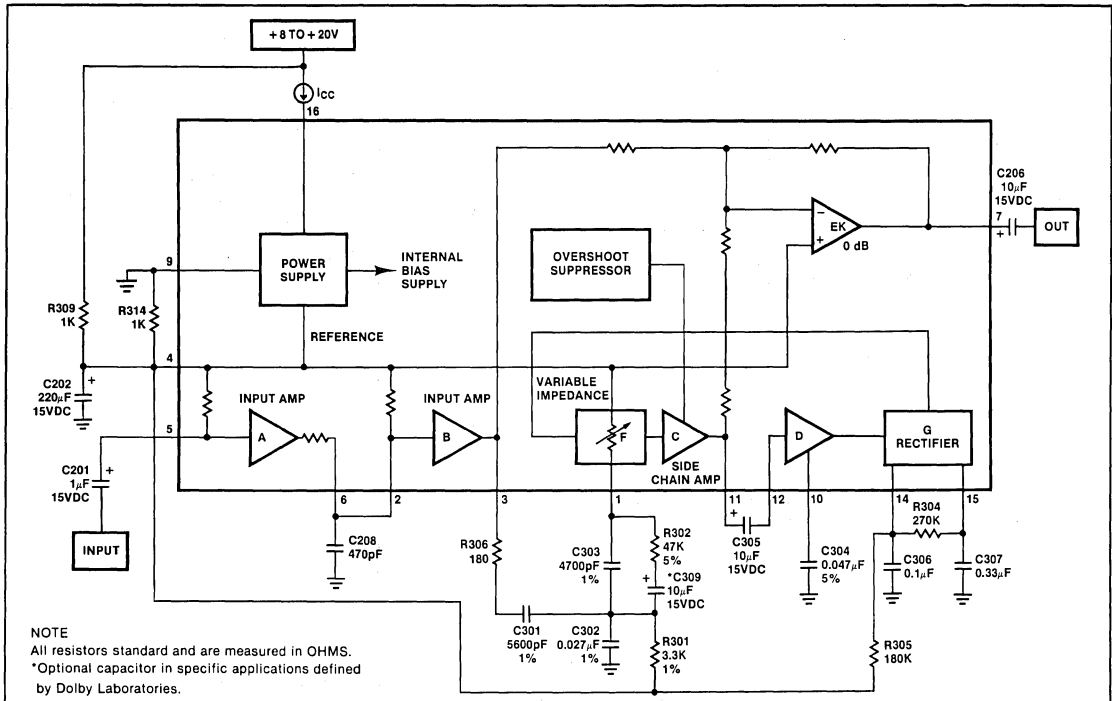 +8 TO +20V
ICC
16
C206
10µF
15VDC
7
+
OUT
−
EK
+
0 dB
9
POWER
SUPPLY
INTERNAL
BIAS
SUPPLY
OVERSHOOT
SUPPRESSOR
R309
1K
R314
1K
REFERENCE
4
C202
220µF
15VDC
+
INPUT AMP
A
INPUT AMP
B
VARIABLE
IMPEDANCE
F
C
SIDE
CHAIN AMP
D
G
RECTIFIER
5
C201
1µF
15VDC
+
INPUT
6
2
3
1
11
12
10
14
15
C208
470pF
R306
180
C303
4700pF
1%
R302
47K
5%
+
*C309
10µF
15VDC
+
C305
10µF
15VDC
C304
0.047µF
5%
R304
270K
C306
0.1µF
C307
0.33µF
C301
5600pF
1%
C302
0.027µF
1%
R301
3.3K
1%
R305
180K
NOTE
All resistors standard and are measured in OHMS.
*Optional capacitor in specific applications defined
by Dolby Laboratories.